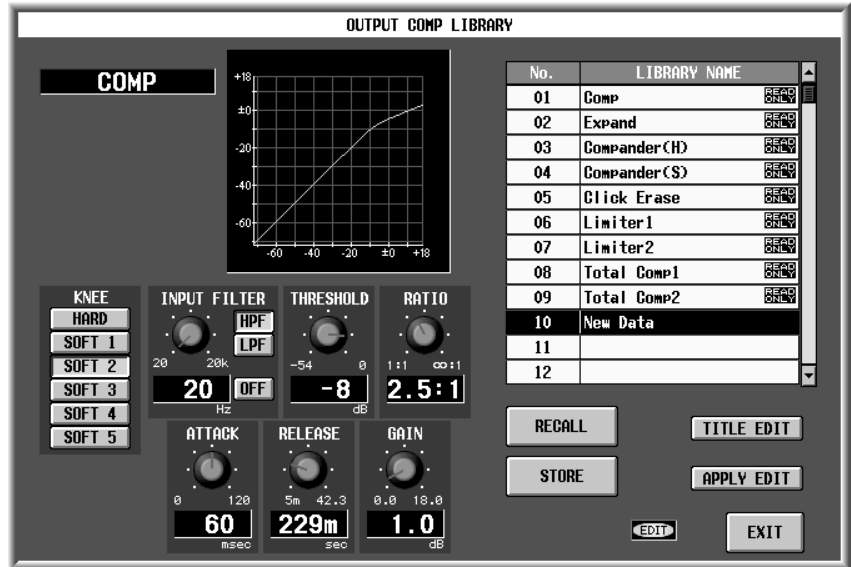 OUTPUT COMP LIBRARY
COMP
+18
±0
-20
-40
-60
-60 -40 -20 ±0 +18
KNEE
HARD
SOFT 1
SOFT 2
SOFT 3
SOFT 4
SOFT 5
INPUT FILTER
HPF
LPF
20 20k
20 OFF
Hz
THRESHOLD
-54 0
-8
dB
RATIO
1:1 ∞:1
2.5:1
ATTACK
0 120
60
msec
RELEASE
5m 42.3
229m
sec
GAIN
0.0 18.0
1.0
dB
No. LIBRARY NAME
01 Comp READ ONLY
02 Expand READ ONLY
03 Compander(H) READ ONLY
04 Compander(S) READ ONLY
05 Click Erase READ ONLY
06 Limiter1 READ ONLY
07 Limiter2 READ ONLY
08 Total Comp1 READ ONLY
09 Total Comp2 READ ONLY
10 New Data
11
12
RECALL
TITLE EDIT
STORE
APPLY EDIT
EDIT
EXIT